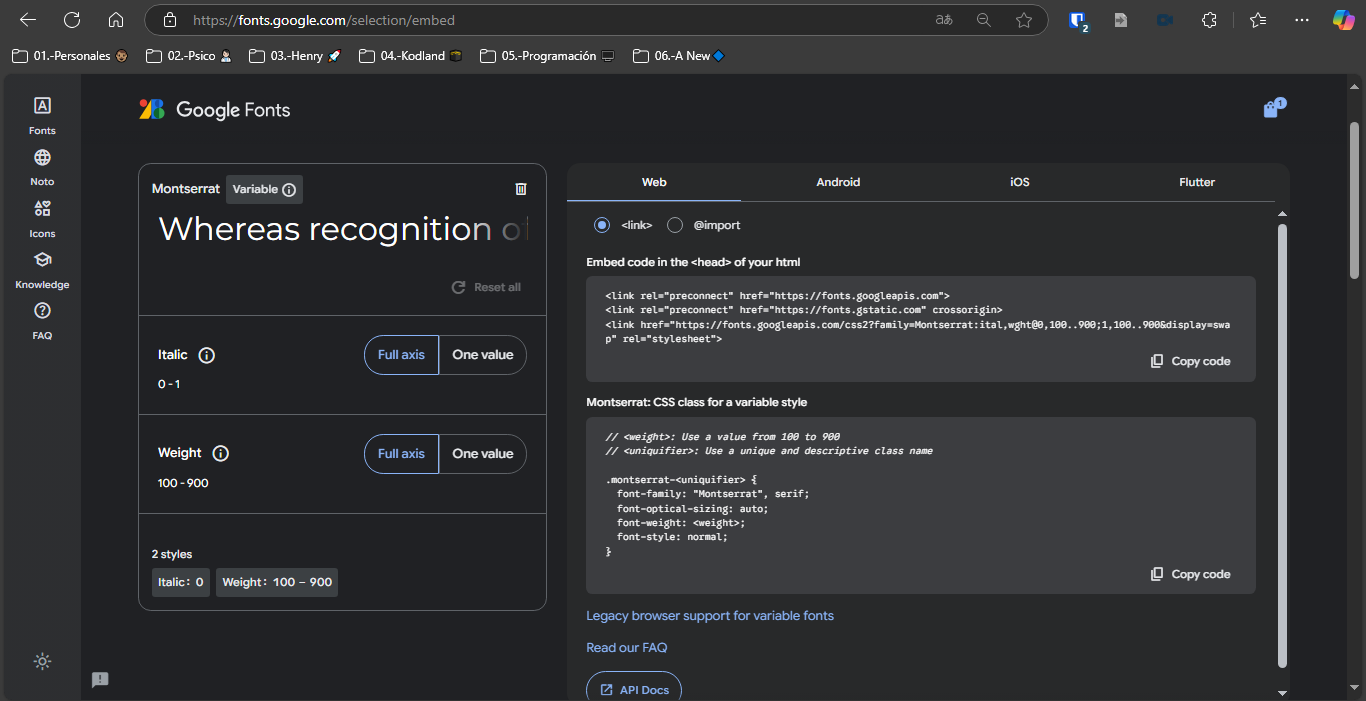 https://fonts.google.com/selection/embed
aあ
2
01.-Personales
02.-Psico
03.-Henry
04.-Kodland
05.-Programación
06.-A New
Fonts
Noto
Icons
Knowledge
FAQ
Google Fonts
1
Montserrat Variable
Whereas recognition of
Reset all
Italic
Full axis One value
0 - 1
Weight
Full axis One value
100 - 900
2 styles
Italic: 0 Weight: 100 – 900
Web Android iOS Flutter
<link> @import
Embed code in the <head> of your html
<link rel="preconnect" href="https://fonts.googleapis.com">
<link rel="preconnect" href="https://fonts.gstatic.com" crossorigin>
<link href="https://fonts.googleapis.com/css2?family=Montserrat:ital,wght@0,100..900;1,100..900&display=swa
p" rel="stylesheet">
Copy code
Montserrat: CSS class for a variable style
// <weight>: Use a value from 100 to 900
// <uniquifier>: Use a unique and descriptive class name
.montserrat-<uniquifier> {
font-family: "Montserrat", serif;
font-optical-sizing: auto;
font-weight: <weight>;
font-style: normal;
}
Copy code
Legacy browser support for variable fonts
Read our FAQ
API Docs